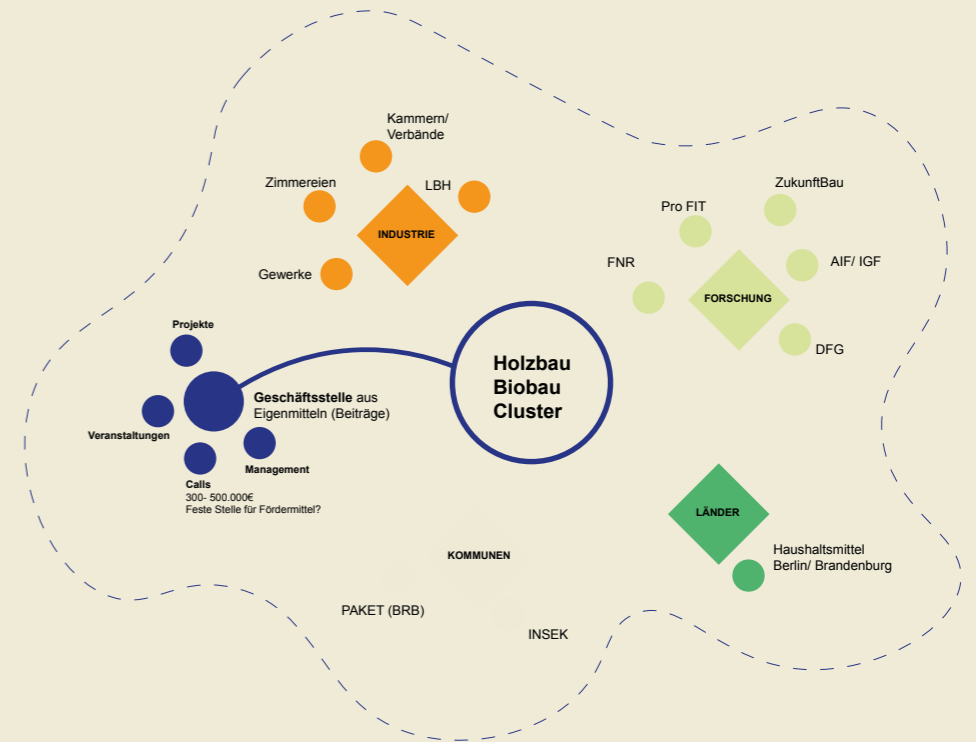 Kammern/
Verbände
Zimmereien
LBH
INDUSTRIE
Gewerke
ZukunftBau
Pro FIT
FNR
AIF/ IGF
FORSCHUNG
DFG
Projekte
Holzbau
Biobau
Cluster
Geschäftsstelle aus
Eigenmitteln (Beiträge)
Veranstaltungen
Management
Calls
300- 500.000€
Feste Stelle für Fördermittel?
LÄNDER
Haushaltsmittel
Berlin/ Brandenburg
KOMMUNEN
PAKET (BRB)
INSEK